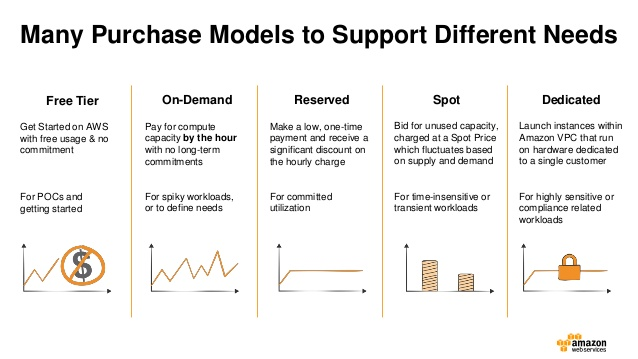 Many Purchase Models to Support Different Needs
Free Tier
Get Started on AWS
with free usage & no
commitment
For POCs and
getting started
On-Demand
Pay for compute
capacity by the hour
with no long-term
commitments
For spiky workloads,
or to define needs
Reserved
Make a low, one-time
payment and receive a
significant discount on
the hourly charge
For committed
utilization
Spot
Bid for unused capacity,
charged at a Spot Price
which fluctuates based
on supply and demand
For time-insensitive or
transient workloads
Dedicated
Launch instances within
Amazon VPC that run
on hardware dedicated
to a single customer
For highly sensitive or
compliance related
workloads
$
amazon
web services